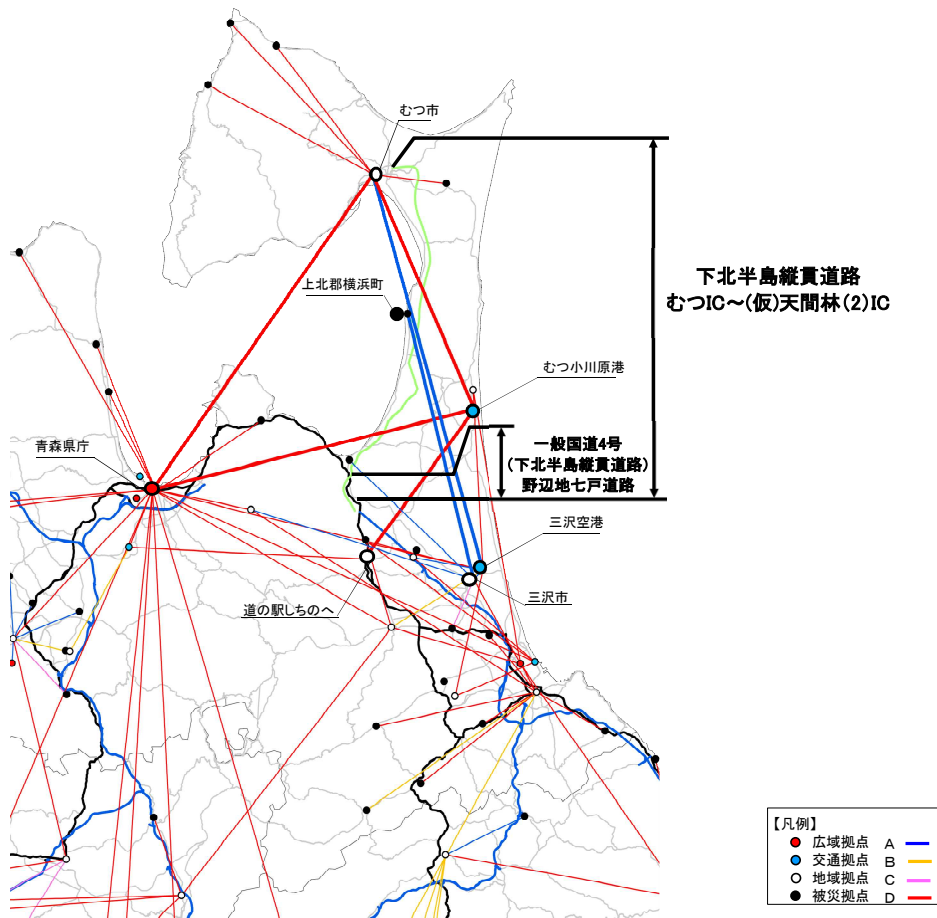 むつ市
上北郡横浜町
下北半島縦貫道路
むつIC～(仮)天間林(2)IC
むつ小川原港
青森県庁
一般国道4号
(下北半島縦貫道路)
野辺地七戸道路
三沢空港
三沢市
道の駅しちのへ
【凡例】
広域拠点 A
交通拠点 B
地域拠点 C
被災拠点 D